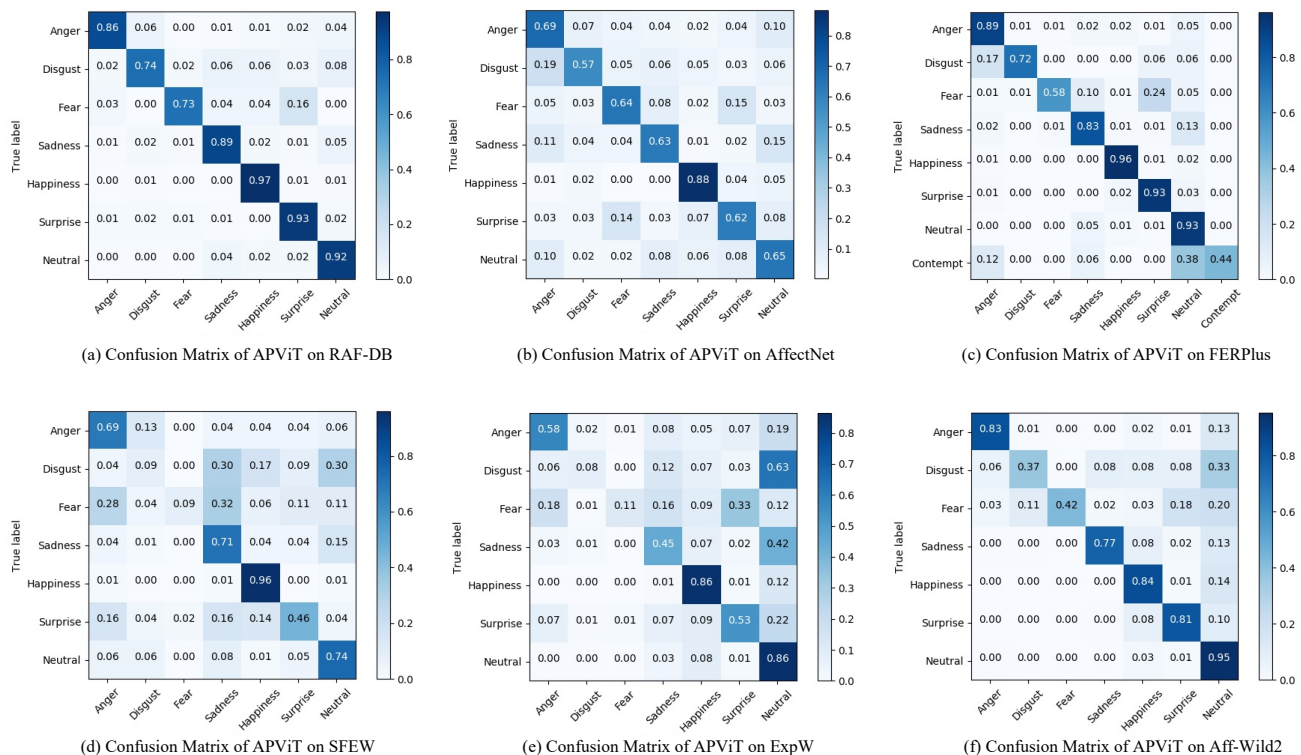 True label
Anger 0.86 0.06 0.00 0.01 0.01 0.02 0.04
Disgust 0.02 0.74 0.02 0.06 0.06 0.03 0.08
Fear 0.03 0.00 0.73 0.04 0.04 0.16 0.00
Sadness 0.01 0.02 0.01 0.89 0.02 0.01 0.05
Happiness 0.00 0.01 0.00 0.00 0.97 0.01 0.01
Surprise 0.01 0.02 0.01 0.01 0.00 0.93 0.02
Neutral 0.00 0.00 0.00 0.04 0.02 0.02 0.92
Anger Disgust Fear Sadness Happiness Surprise Neutral
0.8
0.6
0.4
0.2
0.0
(a) Confusion Matrix of APViT on RAF-DB
True label
Anger 0.69 0.07 0.04 0.04 0.02 0.04 0.10
Disgust 0.19 0.57 0.05 0.06 0.05 0.03 0.06
Fear 0.05 0.03 0.64 0.08 0.02 0.15 0.03
Sadness 0.11 0.04 0.04 0.63 0.01 0.02 0.15
Happiness 0.01 0.02 0.00 0.00 0.88 0.04 0.05
Surprise 0.03 0.03 0.14 0.03 0.07 0.62 0.08
Neutral 0.10 0.02 0.02 0.08 0.06 0.08 0.65
Anger Disgust Fear Sadness Happiness Surprise Neutral
0.8
0.7
0.6
0.5
0.4
0.3
0.2
0.1
(b) Confusion Matrix of APViT on AffectNet
True label
Anger 0.89 0.01 0.01 0.02 0.02 0.01 0.05 0.00
Disgust 0.17 0.72 0.00 0.00 0.00 0.06 0.06 0.00
Fear 0.01 0.01 0.58 0.10 0.01 0.24 0.05 0.00
Sadness 0.02 0.00 0.01 0.83 0.01 0.01 0.13 0.00
Happiness 0.00 0.00 0.00 0.00 0.96 0.01 0.02 0.00
Surprise 0.01 0.00 0.00 0.00 0.02 0.93 0.03 0.00
Neutral 0.00 0.00 0.00 0.05 0.01 0.01 0.93 0.00
Contempt 0.12 0.00 0.00 0.06 0.00 0.00 0.38 0.44
Anger Disgust Fear Sadness Happiness Surprise Neutral Contempt
0.8
0.6
0.4
0.2
0.0
(c) Confusion Matrix of APViT on FERPlus
True label
Anger 0.69 0.13 0.00 0.04 0.04 0.04 0.06
Disgust 0.04 0.09 0.00 0.30 0.17 0.09 0.30
Fear 0.28 0.04 0.09 0.32 0.06 0.11 0.11
Sadness 0.04 0.01 0.00 0.71 0.04 0.04 0.15
Happiness 0.01 0.00 0.00 0.01 0.96 0.00 0.01
Surprise 0.16 0.04 0.02 0.16 0.14 0.46 0.04
Neutral 0.06 0.06 0.00 0.08 0.01 0.05 0.74
Anger Disgust Fear Sadness Happiness Surprise Neutral
0.8
0.6
0.4
0.2
0.0
(d) Confusion Matrix of APViT on SFEW
True label
Anger 0.58 0.02 0.01 0.08 0.05 0.07 0.19
Disgust 0.06 0.08 0.00 0.12 0.07 0.03 0.63
Fear 0.18 0.01 0.11 0.16 0.09 0.33 0.12
Sadness 0.03 0.01 0.00 0.45 0.07 0.02 0.42
Happiness 0.00 0.00 0.00 0.01 0.86 0.01 0.12
Surprise 0.07 0.01 0.01 0.07 0.09 0.53 0.22
Neutral 0.00 0.00 0.00 0.03 0.08 0.01 0.86
Anger Disgust Fear Sadness Happiness Surprise Neutral
0.8
0.7
0.6
0.5
0.4
0.3
0.2
0.1
0.0
(e) Confusion Matrix of APViT on ExpW
True label
Anger 0.83 0.01 0.00 0.00 0.02 0.01 0.13
Disgust 0.06 0.37 0.00 0.08 0.08 0.08 0.33
Fear 0.03 0.11 0.42 0.02 0.03 0.18 0.20
Sadness 0.00 0.00 0.00 0.77 0.08 0.02 0.13
Happiness 0.00 0.00 0.00 0.00 0.84 0.01 0.14
Surprise 0.00 0.00 0.00 0.00 0.08 0.81 0.10
Neutral 0.00 0.00 0.00 0.00 0.03 0.01 0.95
Anger Disgust Fear Sadness Happiness Surprise Neutral
0.8
0.6
0.4
0.2
0.0
(f) Confusion Matrix of APViT on Aff-Wild2